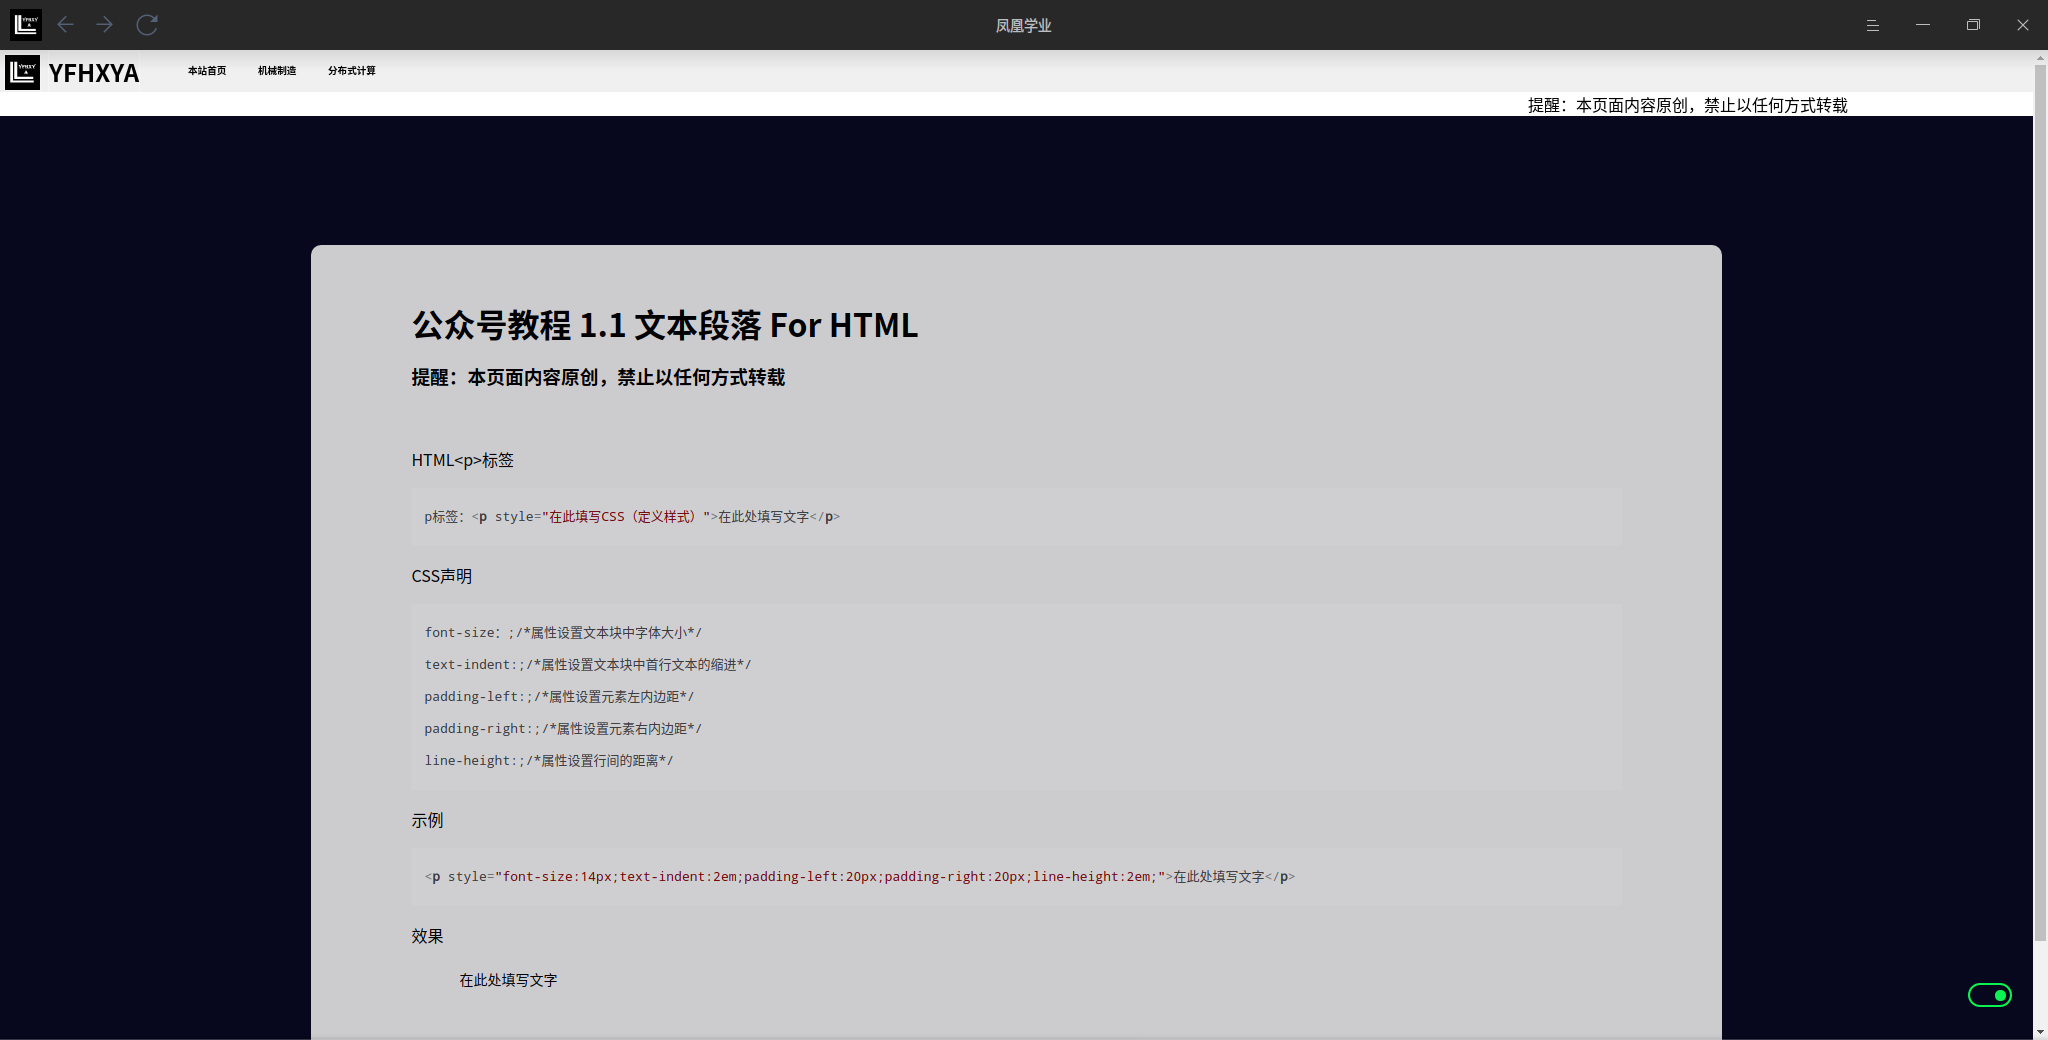 凤凰学业
YFHXYA 本站首页 机械制造 分布式计算
提醒：本页面内容原创，禁止以任何方式转载
公众号教程 1.1 文本段落 For HTML
提醒：本页面内容原创，禁止以任何方式转载
HTML<p>标签
p标签：<p style="在此填写CSS（定义样式）">在此处填写文字</p>
CSS声明
font-size：;/*属性设置文本块中字体大小*/
text-indent:;/*属性设置文本块中首行文本的缩进*/
padding-left:;/*属性设置元素左内边距*/
padding-right:;/*属性设置元素右内边距*/
line-height:;/*属性设置行间的距离*/
示例
<p style="font-size:14px;text-indent:2em;padding-left:20px;padding-right:20px;line-height:2em;">在此处填写文字</p>
效果
在此处填写文字